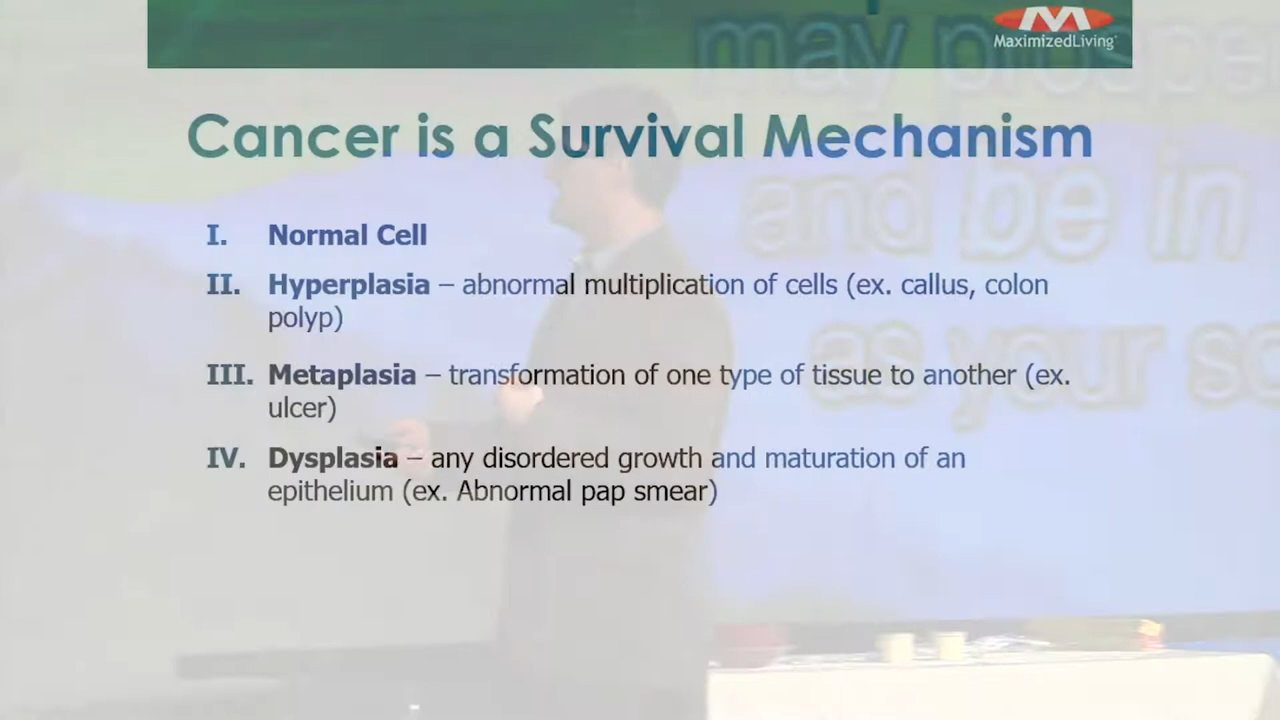 MaximizedLiving
may prospe
Cancer is a Survival Mechanism
and be in
I. Normal Cell
II. Hyperplasia – abnormal multiplication of cells (ex. callus, colon
polyp)
as your so
III. Metaplasia – transformation of one type of tissue to another (ex.
ulcer)
IV. Dysplasia – any disordered growth and maturation of an
epithelium (ex. Abnormal pap smear)